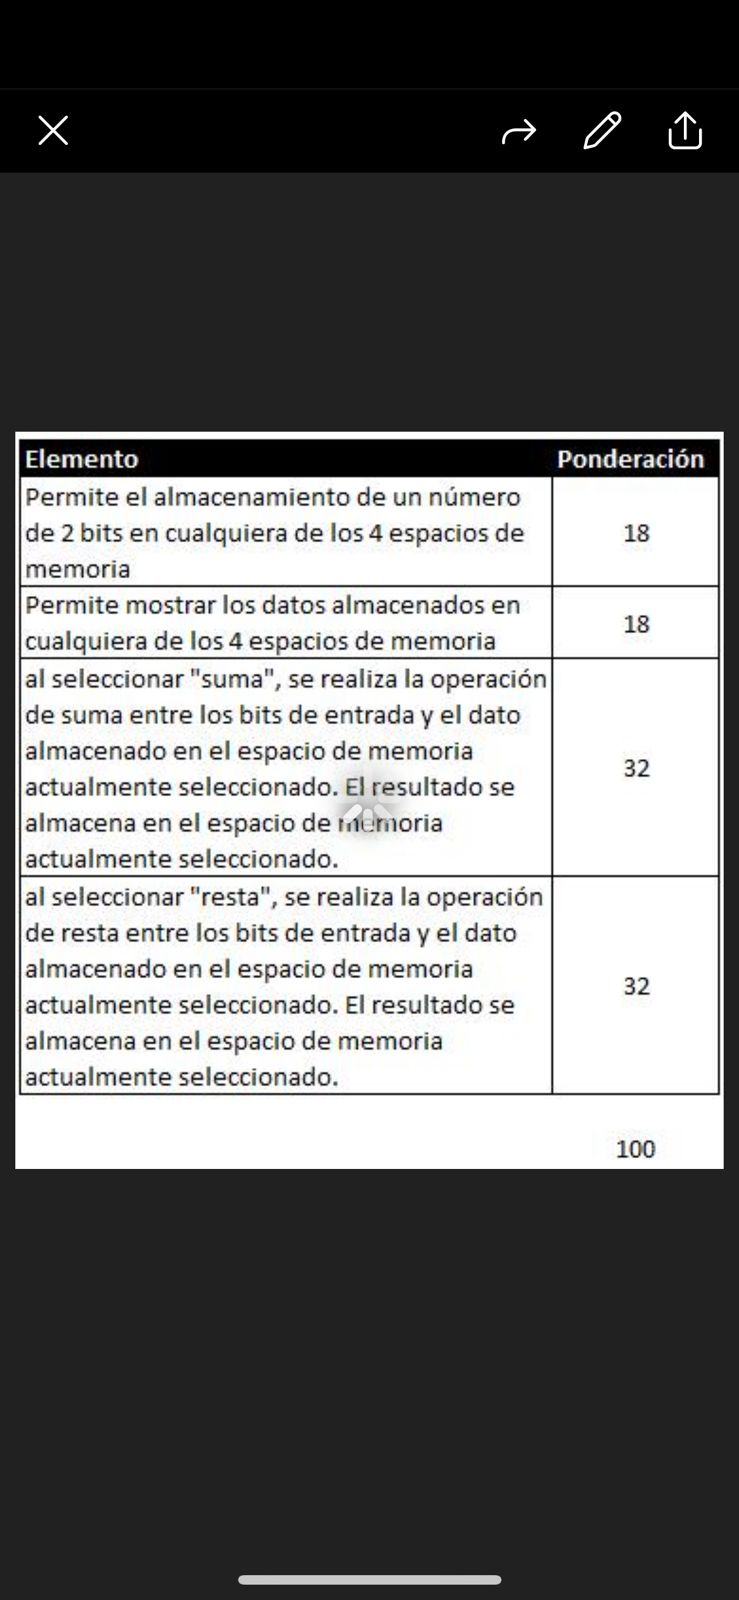 Elemento Ponderación
Permite el almacenamiento de un número
de 2 bits en cualquiera de los 4 espacios de
memoria
18
Permite mostrar los datos almacenados en
cualquiera de los 4 espacios de memoria
18
al seleccionar "suma", se realiza la operación
de suma entre los bits de entrada y el dato
almacenado en el espacio de memoria
actualmente seleccionado. El resultado se
almacena en el espacio de memoria
actualmente seleccionado.
32
al seleccionar "resta", se realiza la operación
de resta entre los bits de entrada y el dato
almacenado en el espacio de memoria
actualmente seleccionado. El resultado se
almacena en el espacio de memoria
actualmente seleccionado.
32
100